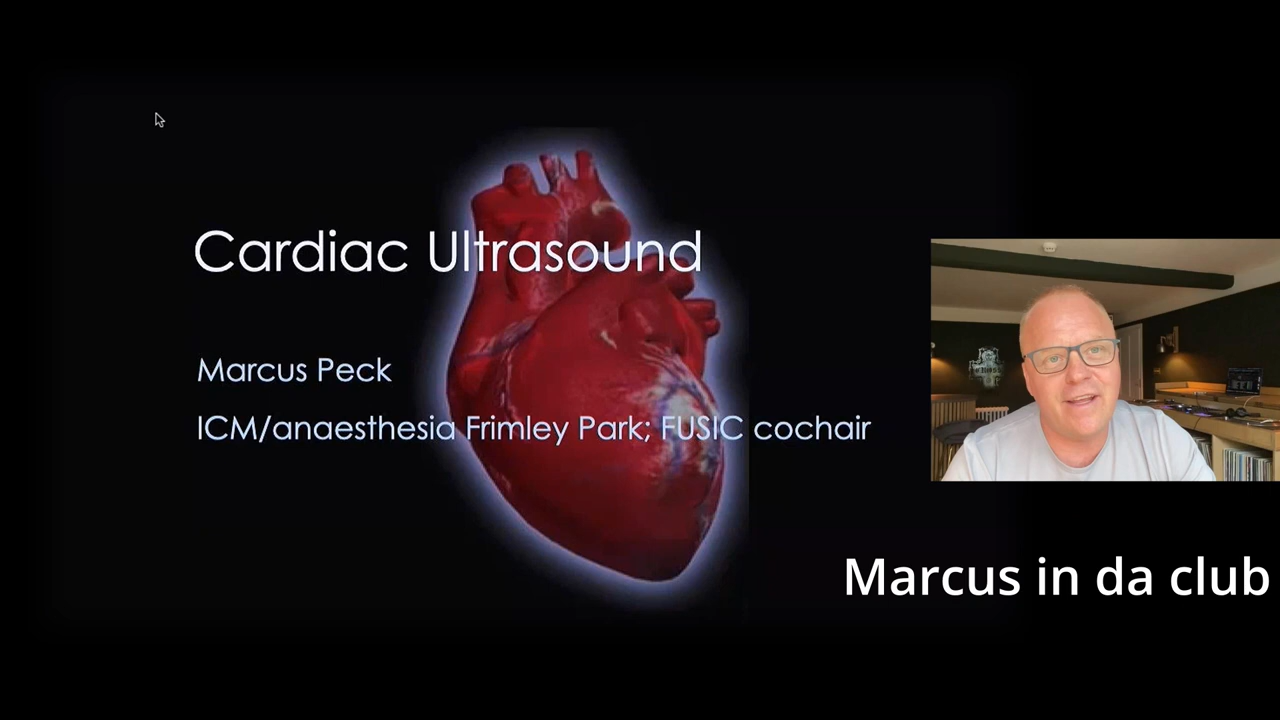 Cardiac Ultrasound
Marcus Peck
ICM/anaesthesia Frimley Park; FUSIC cochair
Marcus in da club